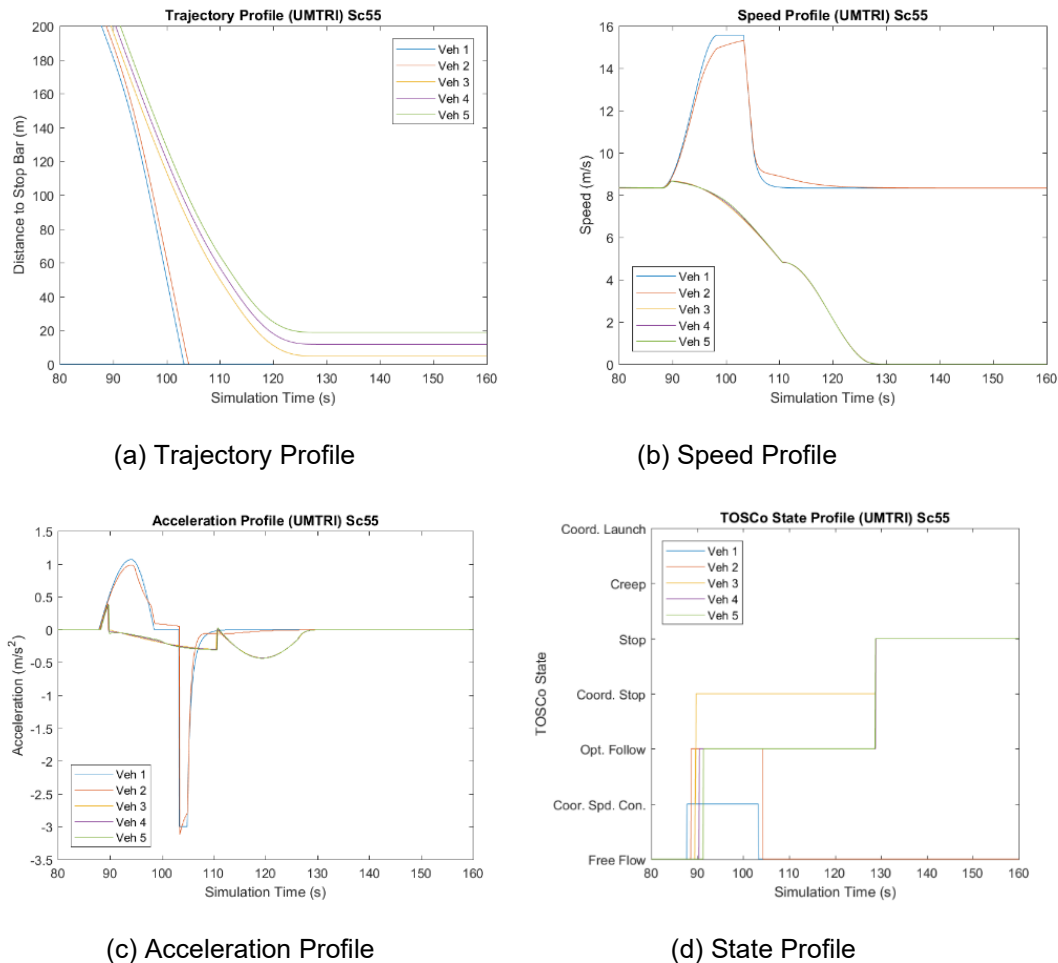 Trajectory Profile (UMTRI) Sc55
200
180
160
140
120
100
80
60
40
20
0
Distance to Stop Bar (m)
Veh 1
Veh 2
Veh 3
Veh 4
Veh 5
80 90 100 110 120 130 140 150 160
Simulation Time (s)
(a) Trajectory Profile
Speed Profile (UMTRI) Sc55
16
14
12
10
8
6
4
2
0
Speed (m/s)
Veh 1
Veh 2
Veh 3
Veh 4
Veh 5
80 90 100 110 120 130 140 150 160
Simulation Time (s)
(b) Speed Profile
Acceleration Profile (UMTRI) Sc55
1.5
1
0.5
0
-0.5
-1
-1.5
-2
-2.5
-3
-3.5
Acceleration (m/s²)
Veh 1
Veh 2
Veh 3
Veh 4
Veh 5
80 90 100 110 120 130 140 150 160
Simulation Time (s)
(c) Acceleration Profile
TOSCo State Profile (UMTRI) Sc55
Coord. Launch
Creep
Stop
Coord. Stop
Opt. Follow
Coor. Spd. Con.
Free Flow
TOSCo State
Veh 1
Veh 2
Veh 3
Veh 4
Veh 5
80 90 100 110 120 130 140 150 160
Simulation Time (s)
(d) State Profile